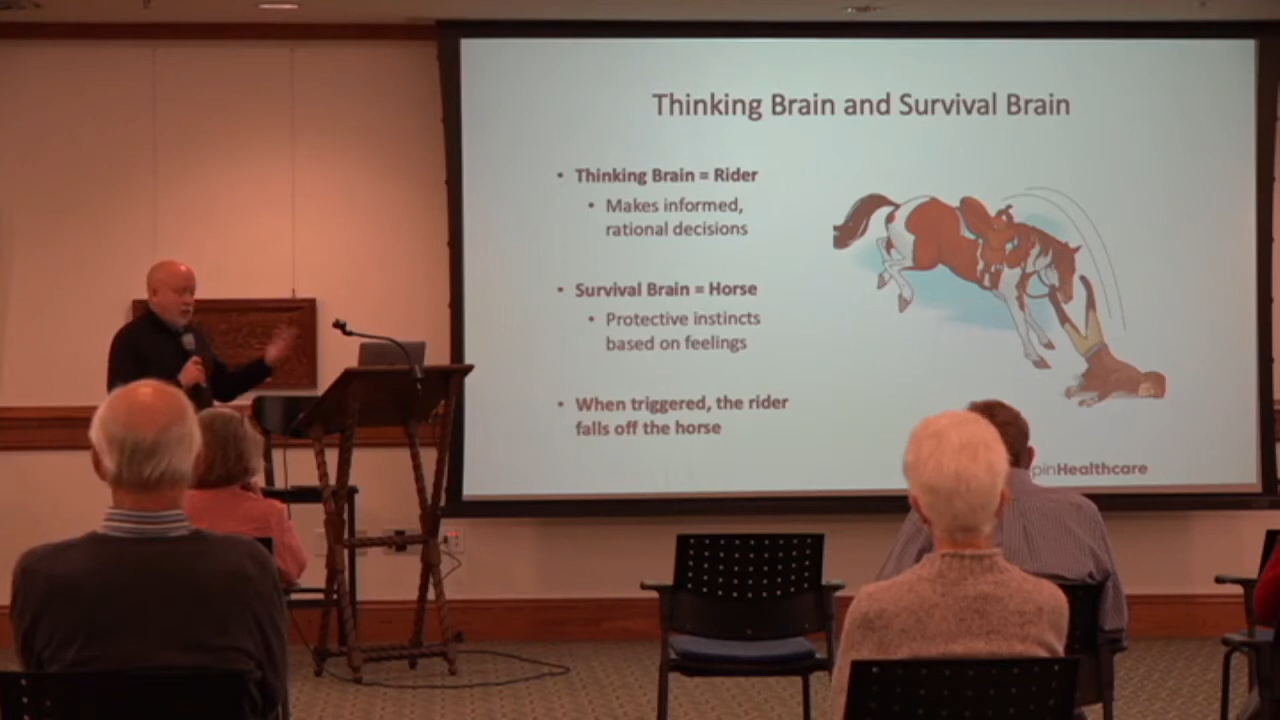 Thinking Brain and Survival Brain
• Thinking Brain = Rider
• Makes informed,
rational decisions
• Survival Brain = Horse
• Protective instincts
based on feelings
• When triggered, the rider
falls off the horse
pinHealthcare